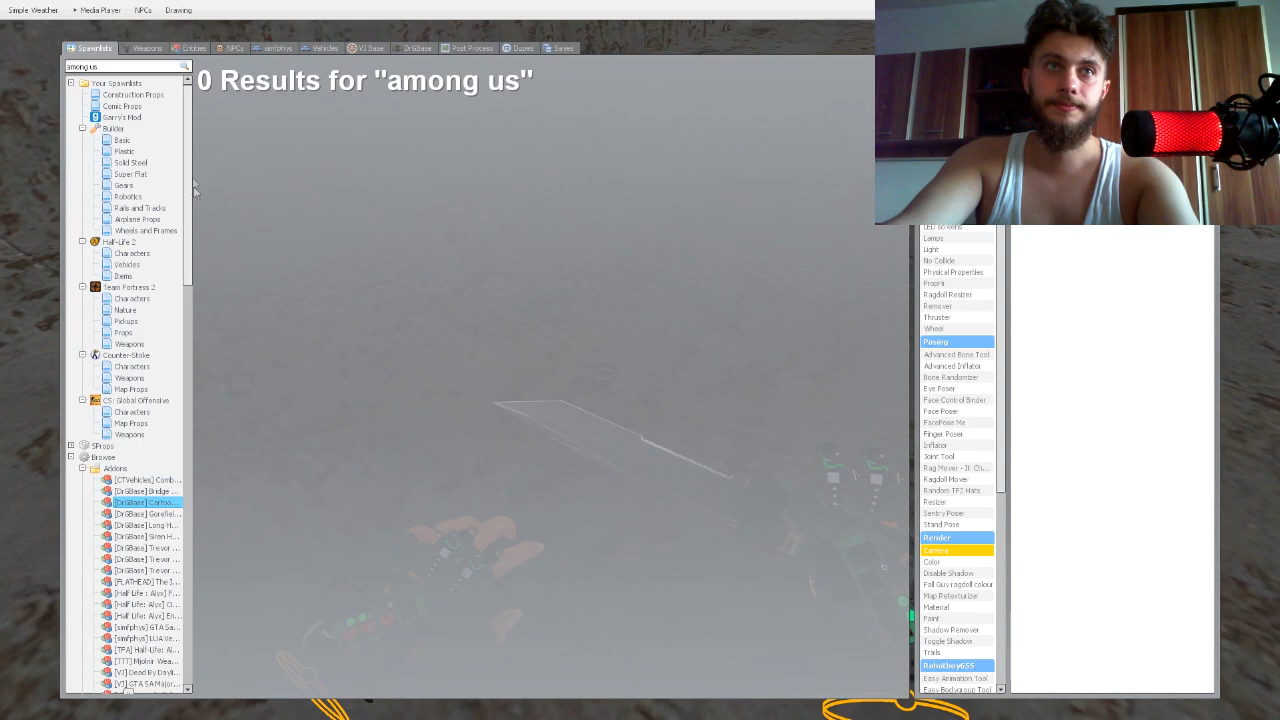 Simple Weather
Media Player
NPCs
Drawing
Spawnlists
Weapons
Entities
NPCs
simfphys
Vehicles
VJ Base
DrGBase
Post Process
Dupes
Saves
among us
0 Results for "among us"
Your Spawnlists
Construction Props
Comic Props
Garry's Mod
Builder
Basic
Plastic
Solid Steel
Super Flat
Gears
Robotics
Rails and Tracks
Airplane Props
Wheels and Frames
Half-Life 2
Characters
Vehicles
Items
Team Fortress 2
Characters
Nature
Pickups
Props
Weapons
Counter-Strike
Characters
Weapons
Map Props
CS: Global Offensive
Characters
Map Props
Weapons
SProps
Browse
Addons
[CTVehicles] Comb...
[DrGBase] Bridge ...
[DrGBase] Cartoo...
[DrGBase] Gorefiel...
[DrGBase] Long H...
[DrGBase] Siren H...
[DrGBase] Trevor ...
[DrGBase] Trevor ...
[DrGBase] Trevor ...
[FLATHEAD] The I...
[Half Life : Alyx] F...
[Half Life: Alyx] Ci...
[Half Life: Alyx] En...
[simfphys] GTA Sa...
[simfphys] LUA Ve...
[TFA] Half-Life: Al...
[TTT] Mjolnir Wea...
[VJ] Dead By Dayli...
[VJ] GTA SA Major...
LED screens
Lamps
Light
No Collide
Physical Properties
PropHr
Ragdoll Resizer
Remover
Thruster
Wheel
Posing
Advanced Bone Tool
Advanced Inflator
Bone Randomizer
Eye Poser
Face Control Binder
Face Poser
FacePose Me
Finger Poser
Inflator
Joint Tool
Rag Mover - IK Ch...
Ragdoll Mover
Random TF2 Hats
Resizer
Sentry Poser
Stand Pose
Render
Camera
Color
Disable Shadow
Fall Guy ragdoll colour
Map Retexturizer
Material
Paint
Shadow Remover
Toggle Shadow
Trails
Robotboy655
Easy Animation Tool
Easy Bodygroup Tool